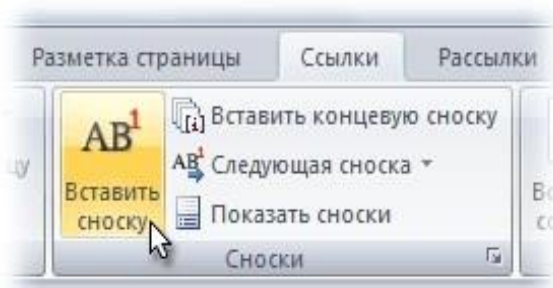 Разметка страницы Ссылки Рассылки
AB¹
Вставить
сноску
[i] Вставить концевую сноску
AB¹ Следующая сноска
Показать сноски
Сноски